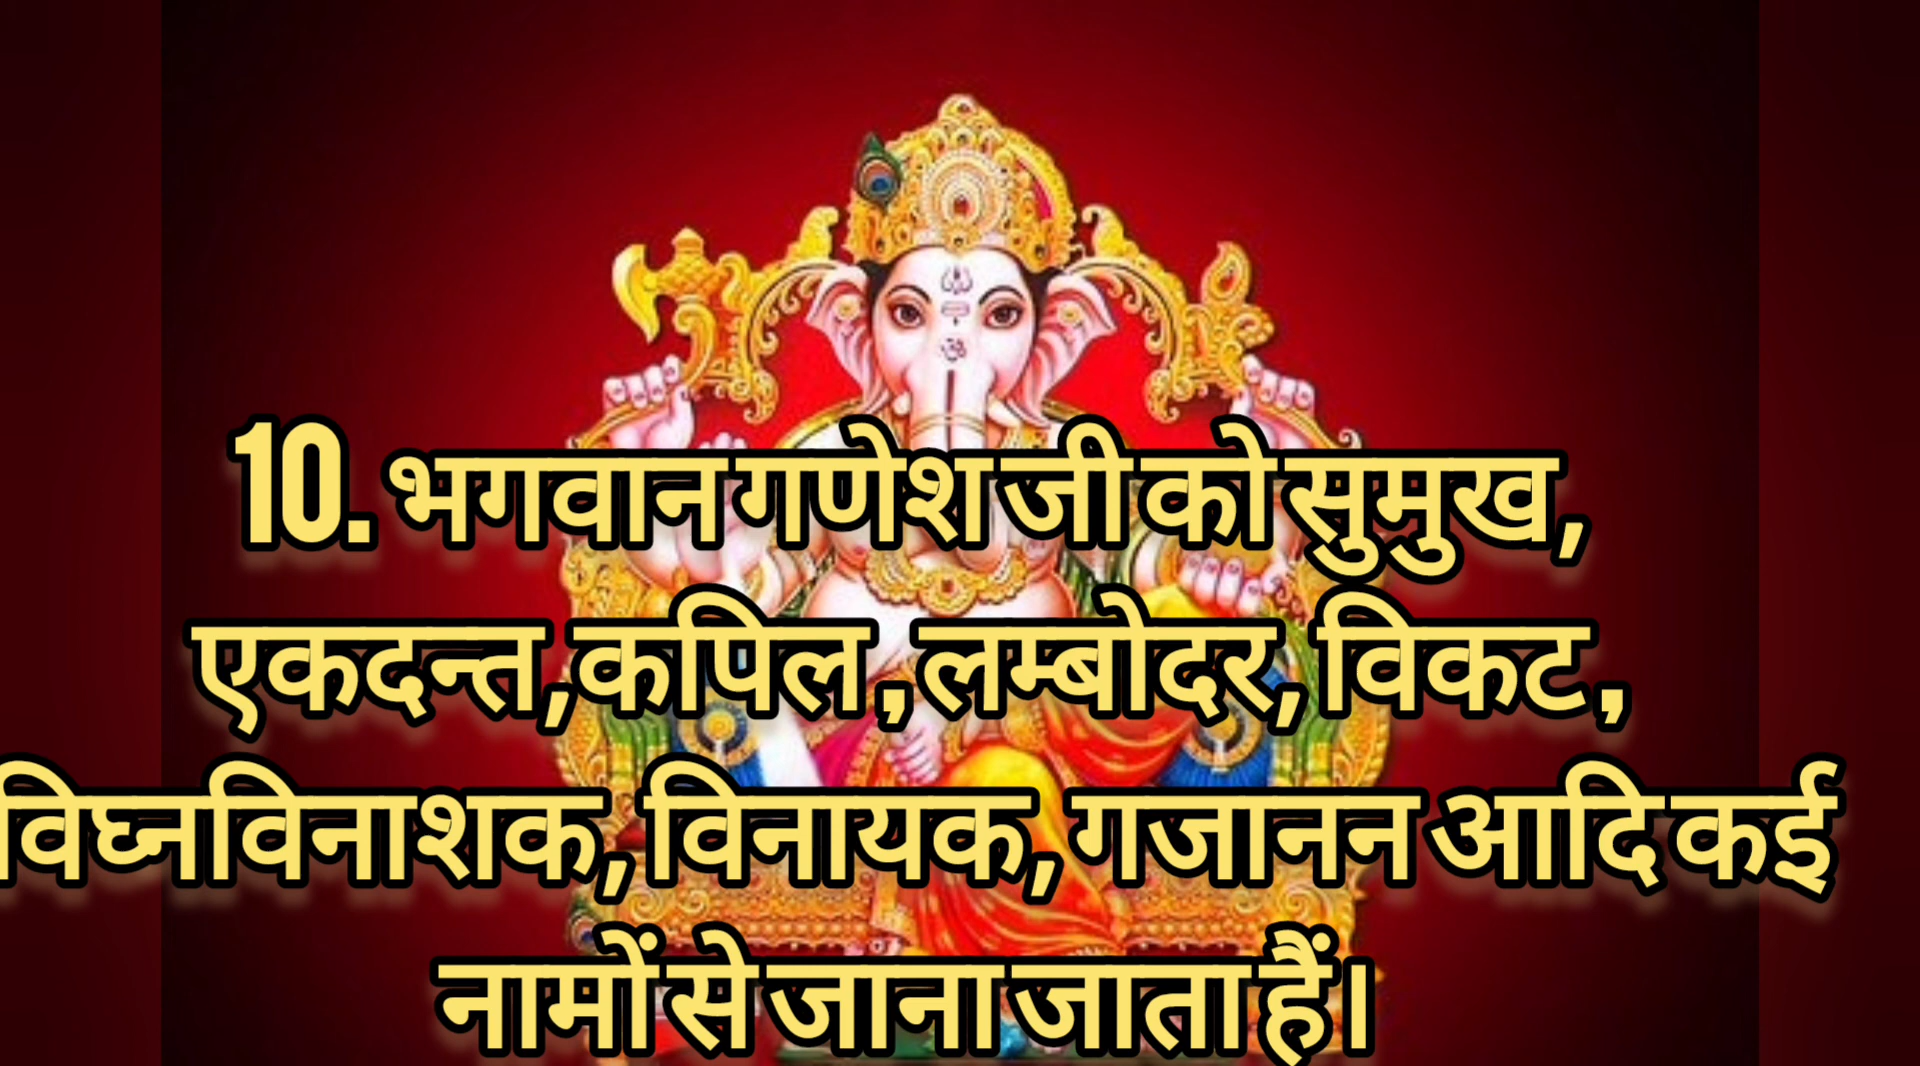 10. भगवान गणेश जी को सुमुख,
एकदन्त,कपिल ,लम्बोदर, विकट ,
विघ्नविनाशक, विनायक, गजानन आदि कई
नामों से जाना जाता हैं।